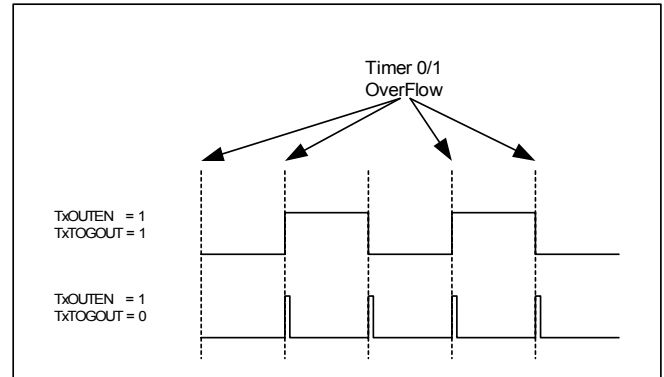 Timer 0/1
OverFlow
TxOUTEN = 1
TxTOGOUT = 1
TxOUTEN = 1
TxTOGOUT = 0